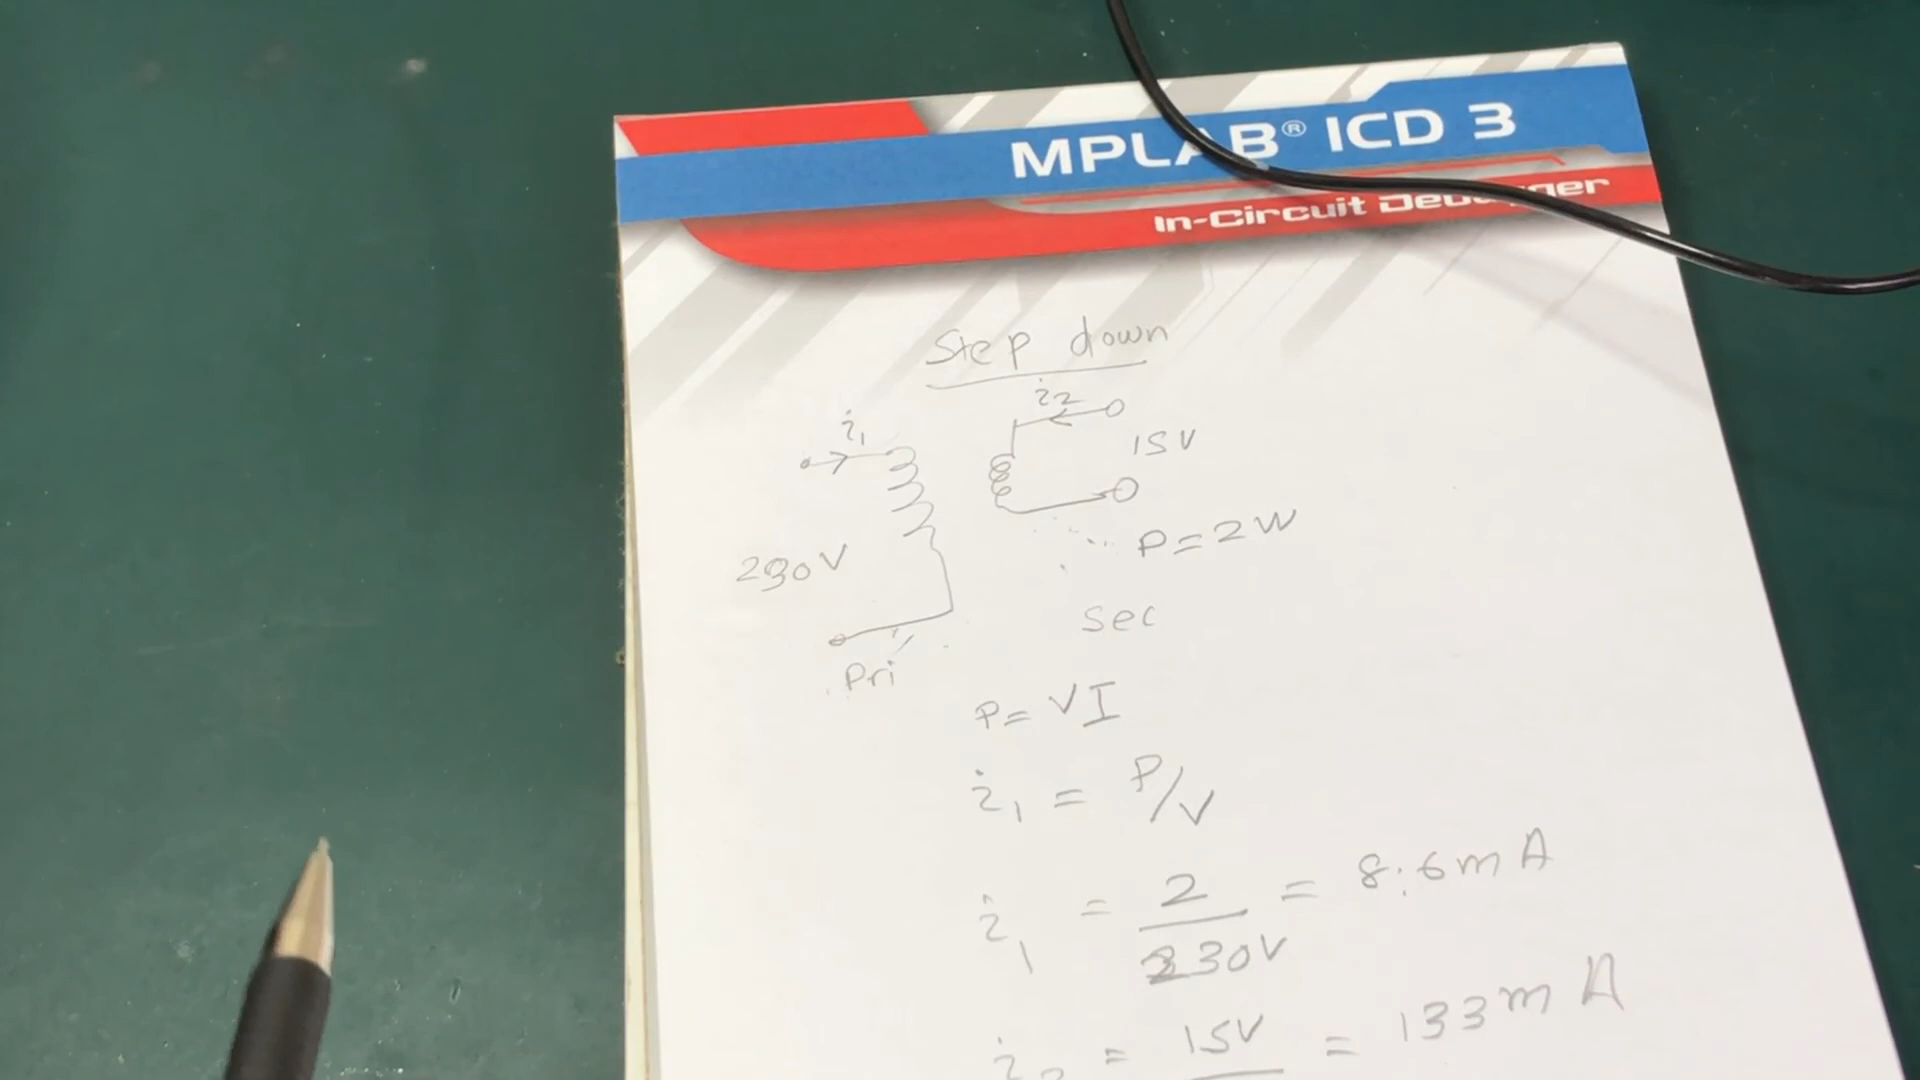 MPLAB® ICD 3
In-Circuit
Step down
i2
i1
15V
230V
P=2W
Sec
Pri
P= VI
i1 = P/V
i1 = 2 = 8.6mA
230V
i2 = 15V = 133mA